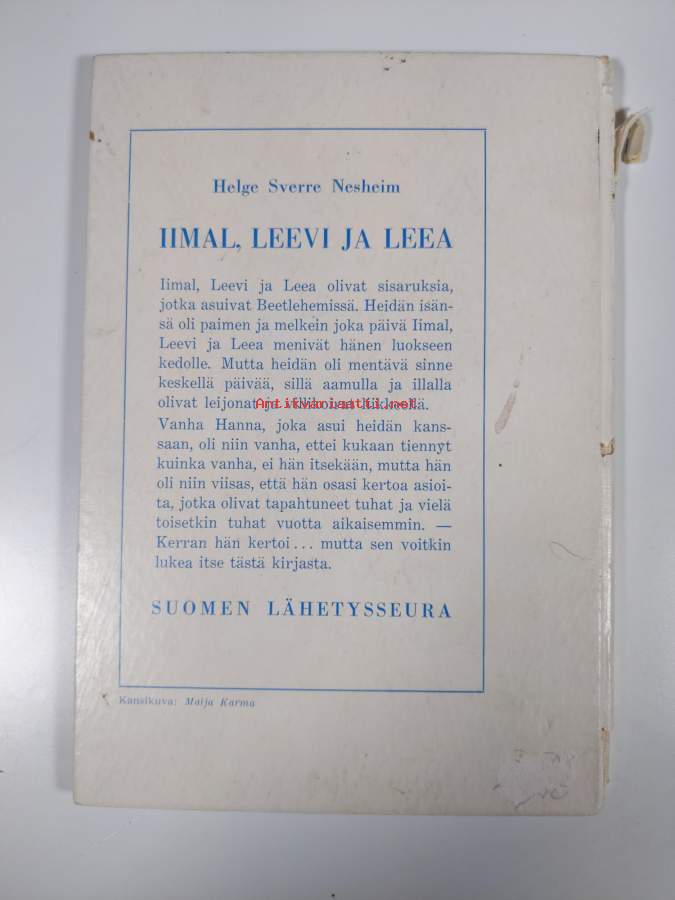 Helge Sverre Nesheim
IIMAL, LEEVI JA LEEA
Iimal, Leevi ja Leea olivat sisaruksia,
jotka asuivat Beetlehemissä. Heidän isän-
sä oli paimen ja melkein joka päivä Iimal,
Leevi ja Leea menivät hänen luokseen
kedolle. Mutta heidän oli mentävä sinne
keskellä päivää, sillä aamulla ja illalla
olivat leijonat ja villikoirat liikkeellä.
Antikvariaatti.net
Vanha Hanna, joka asui heidän kans-
saan, oli niin vanha, ettei kukaan tiennyt
kuinka vanha, ei hän itsekään, mutta hän
oli niin viisas, että hän osasi kertoa asioi-
ta, jotka olivat tapahtuneet tuhat ja vielä
toisetkin tuhat vuotta aikaisemmin. —
Kerran hän kertoi... mutta sen voitkin
lukea itse tästä kirjasta.
SUOMEN LÄHETYSSEURA
Kansikuva: Maija Karma